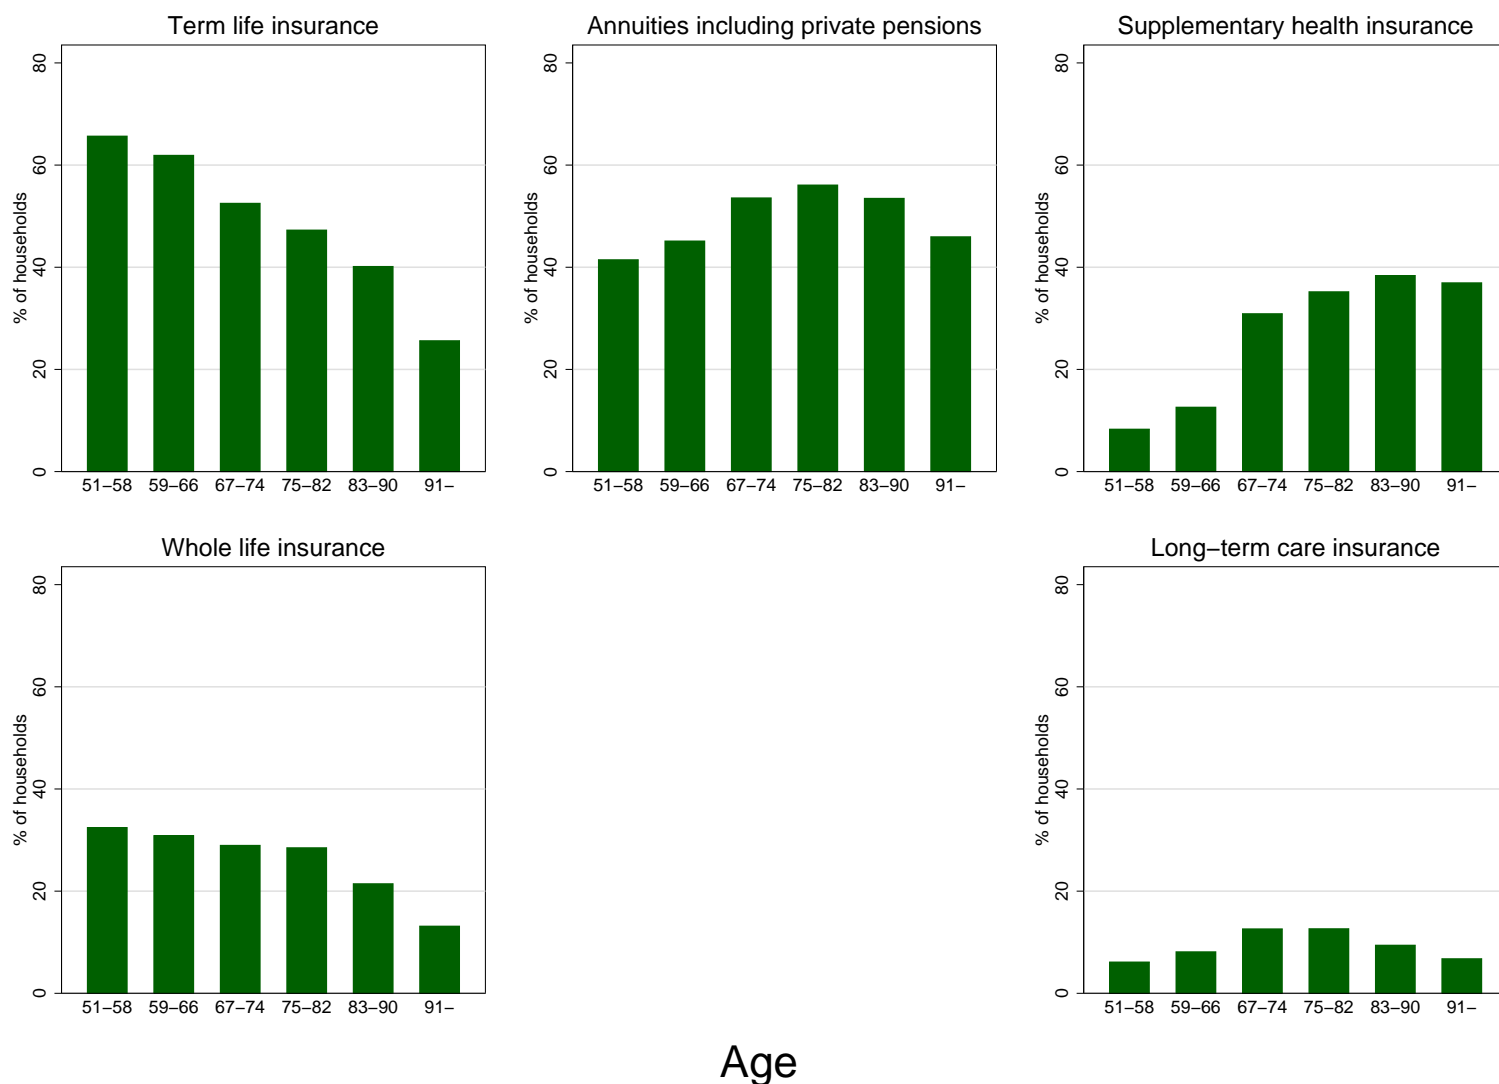 Term life insurance
% of households
80
60
40
20
0
51–58 59–66 67–74 75–82 83–90 91–
Annuities including private pensions
% of households
80
60
40
20
0
51–58 59–66 67–74 75–82 83–90 91–
Supplementary health insurance
% of households
80
60
40
20
0
51–58 59–66 67–74 75–82 83–90 91–
Whole life insurance
% of households
80
60
40
20
0
51–58 59–66 67–74 75–82 83–90 91–
Long–term care insurance
% of households
80
60
40
20
0
51–58 59–66 67–74 75–82 83–90 91–
Age